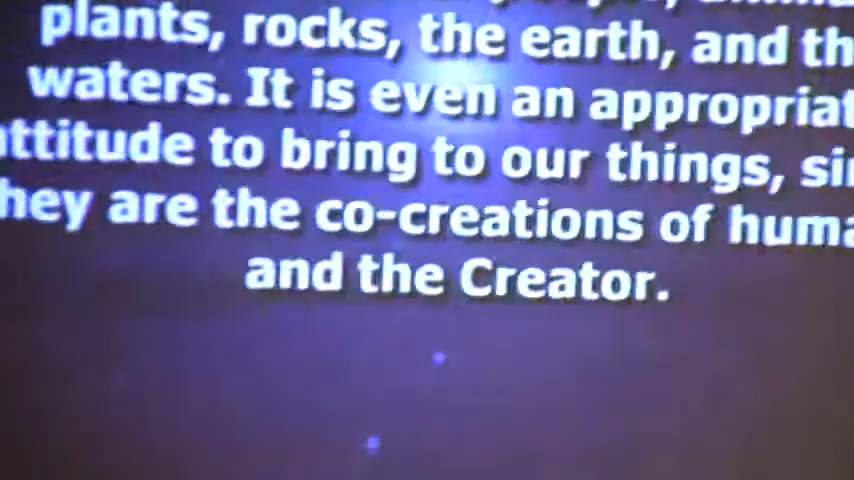 plants, rocks, the earth, and th
waters. It is even an appropriat
ttitude to bring to our things, si
hey are the co-creations of huma
and the Creator.